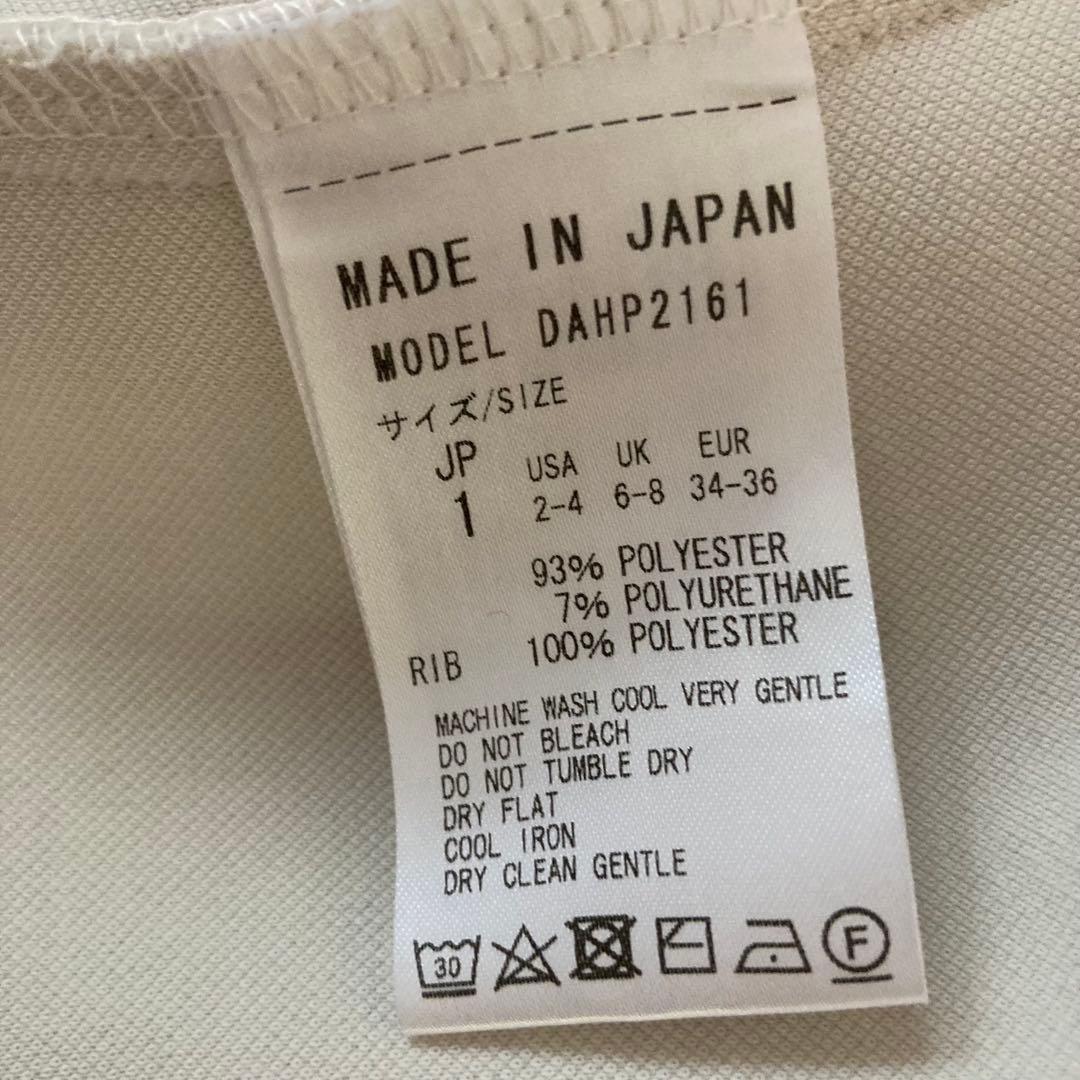 MADE IN JAPAN
MODEL DAHP2161
サイズ/SIZE
JP USA UK EUR
1 2-4 6-8 34-36
93% POLYESTER
7% POLYURETHANE
RIB 100% POLYESTER
MACHINE WASH COOL VERY GENTLE
DO NOT BLEACH
DO NOT TUMBLE DRY
DRY FLAT
COOL IRON
DRY CLEAN GENTLE
30 F